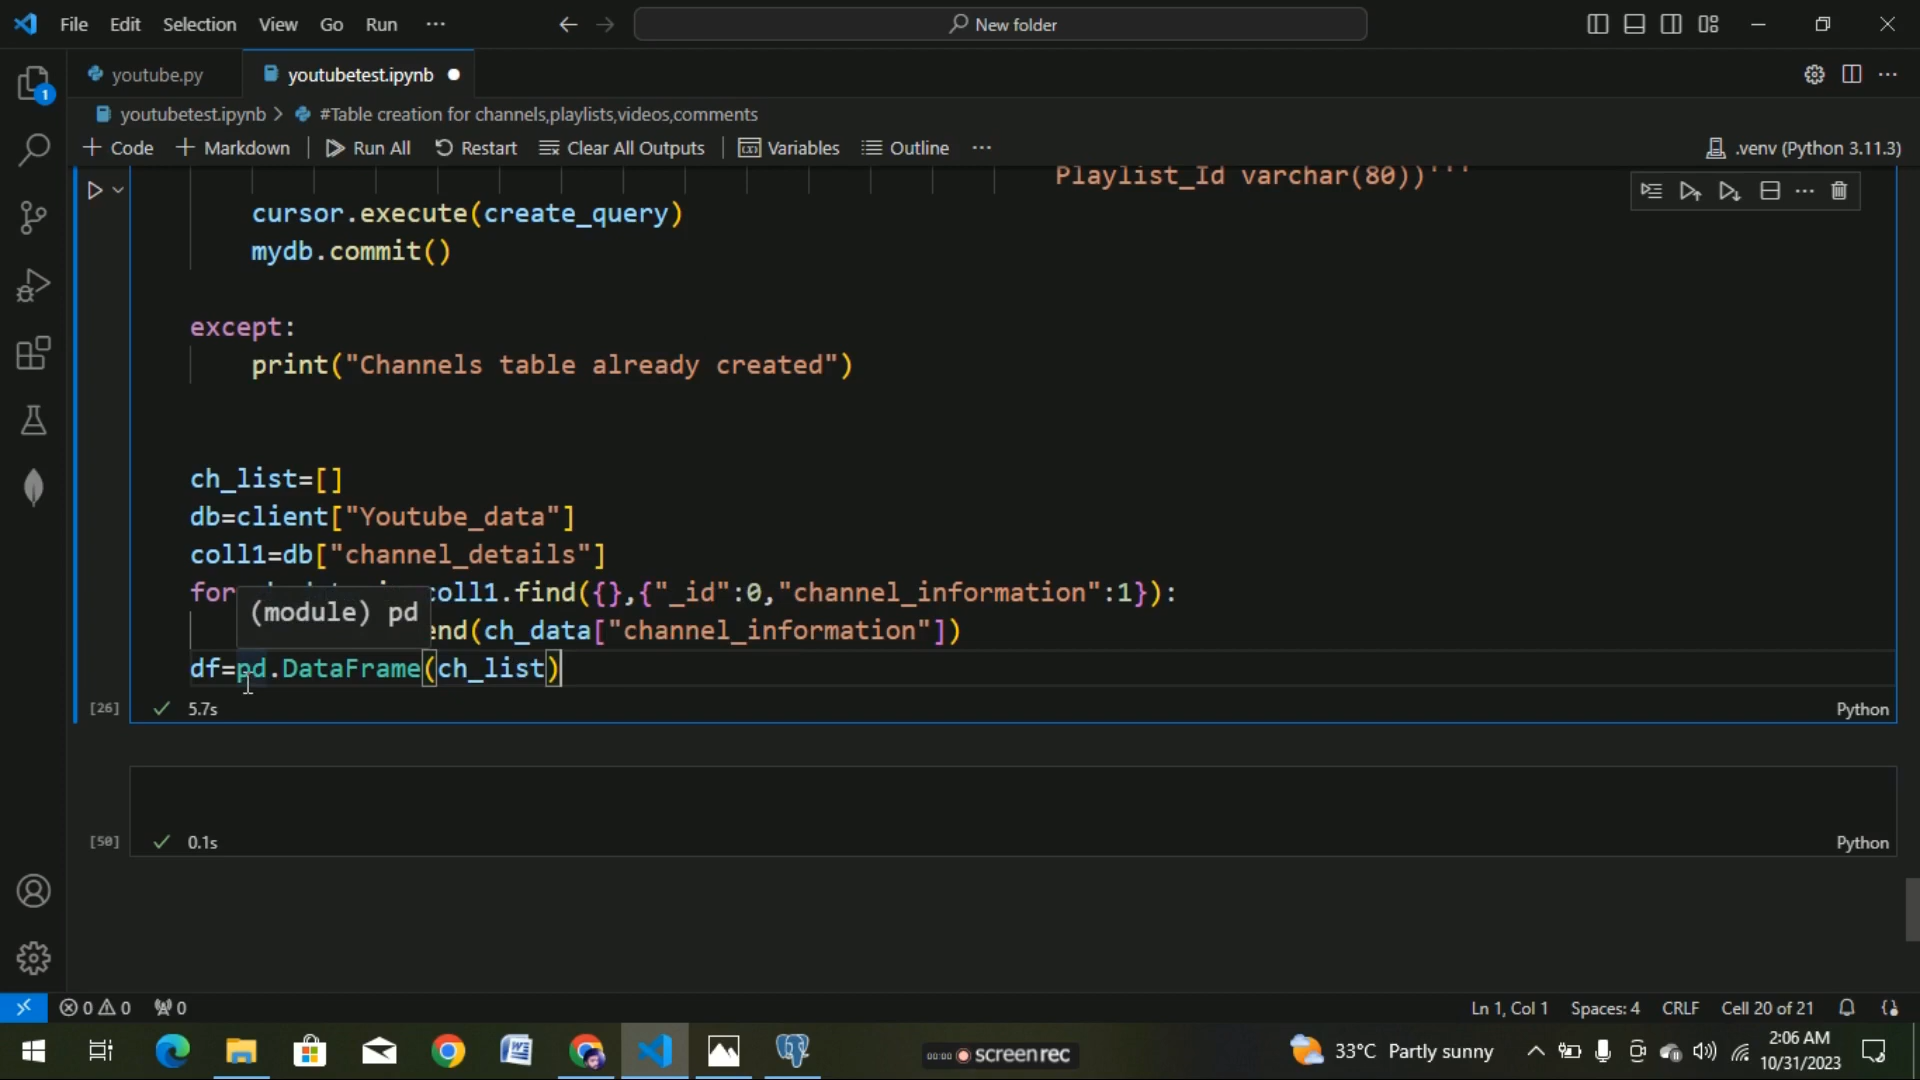 File Edit Selection View Go Run ··· New folder
youtube.py youtubetest.ipynb
1
youtubetest.ipynb > #Table creation for channels,playlists,videos,comments
+ Code + Markdown Run All Restart Clear All Outputs Variables Outline ··· .venv (Python 3.11.3)
Playlist_Id varchar(80))'''
cursor.execute(create_query)
mydb.commit()
except:
print("Channels table already created")
ch_list=[]
db=client["Youtube_data"]
coll1=db["channel_details"]
for coll1.find({},{"_id":0,"channel_information":1}):
(module) pd
end(ch_data["channel_information"])
df=pd.DataFrame(ch_list)
[26] 5.7s Python
[50] 0.1s Python
0 0 0 Ln 1, Col 1 Spaces: 4 CRLF Cell 20 of 21
00:00 screenrec 33°C Partly sunny 2:06 AM
10/31/2023